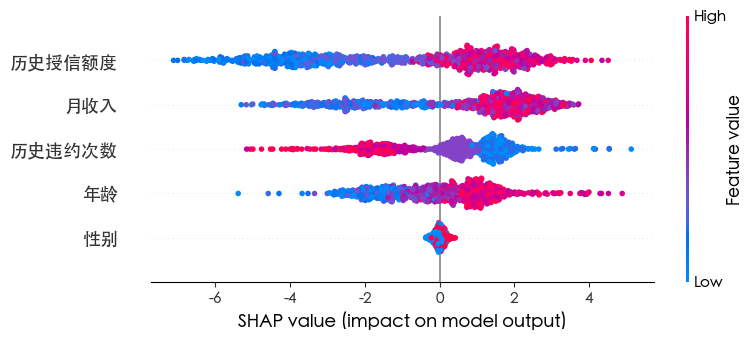 High
历史授信额度
月收入
历史违约次数
年龄
性别
Feature value
Low
-6 -4 -2 0 2 4
SHAP value (impact on model output)